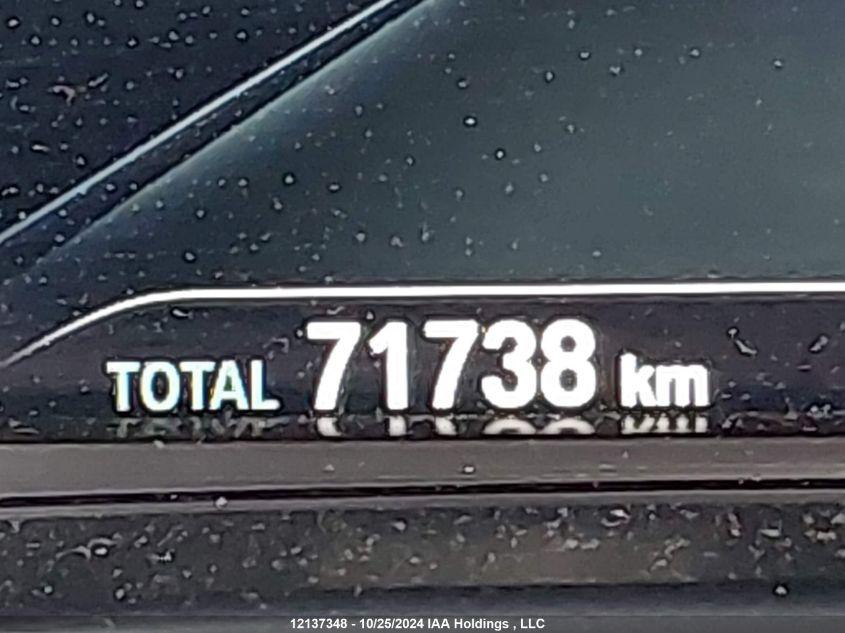 TOTAL 71738 km
12137348 - 10/25/2024 IAA Holdings , LLC